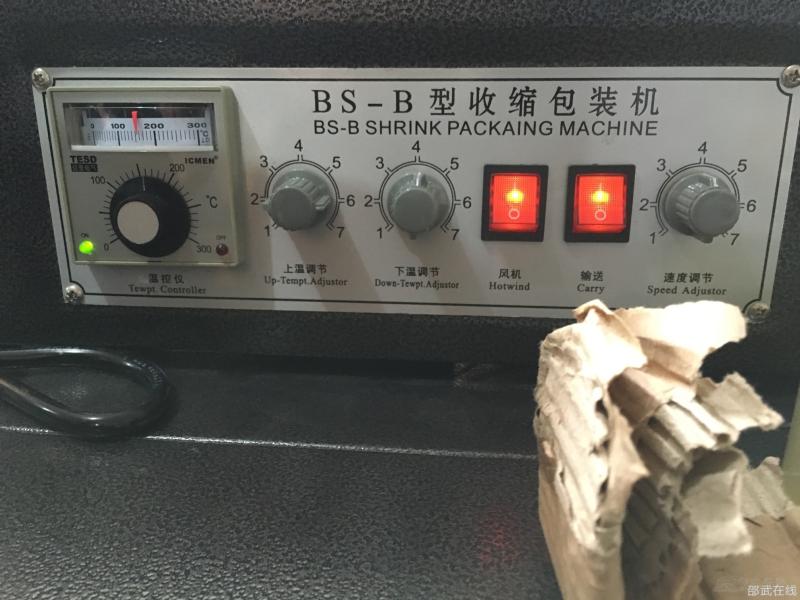 BS-B型收缩包装机
BS-B SHRINK PACKAING MACHINE
0 100 200 300 ℃
TESD ICMEN
100 200 ℃
0 300
ON OFF
1 2 3 4 5 6 7
1 2 3 4 5 6 7
1 2 3 4 5 6 7
温控仪
Tewpt. Controller
上温调节
Up-Tempt.Adjustor
下温调节
Down-Tewpt.Adjustor
风机
Hotwind
输送
Carry
速度调节
Speed Adjustor
邵武在线